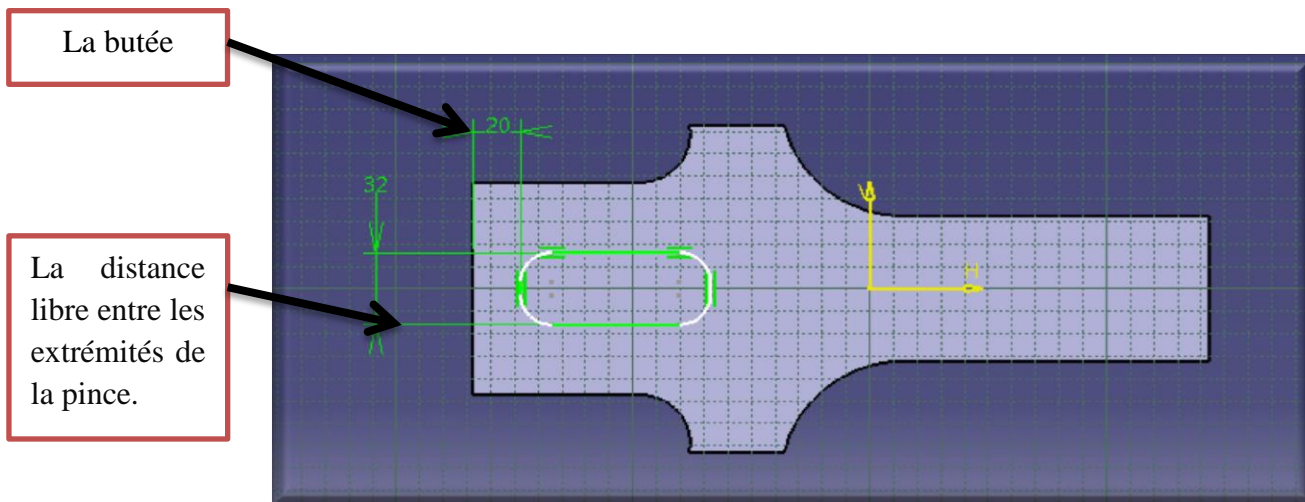 La butée
20
32
La distance
libre entre les
extrémités de
la pince.
V
H